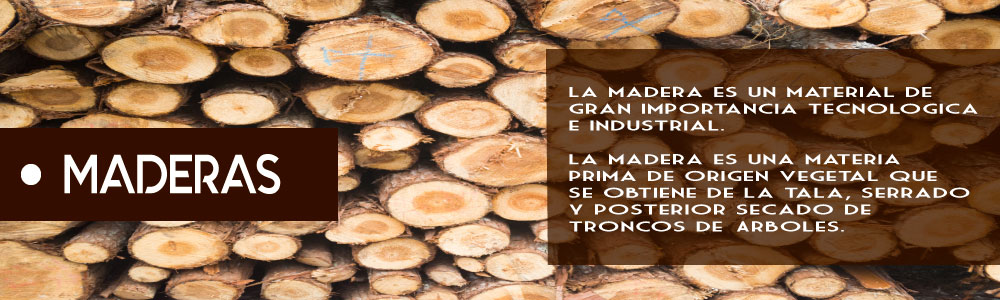 MADERAS
LA MADERA ES UN MATERIAL DE
GRAN IMPORTANCIA TECNOLOGICA
E INDUSTRIAL.
LA MADERA ES UNA MATERIA
PRIMA DE ORIGEN VEGETAL QUE
SE OBTIENE DE LA TALA, SERRADO
Y POSTERIOR SECADO DE
TRONCOS DE ARBOLES.